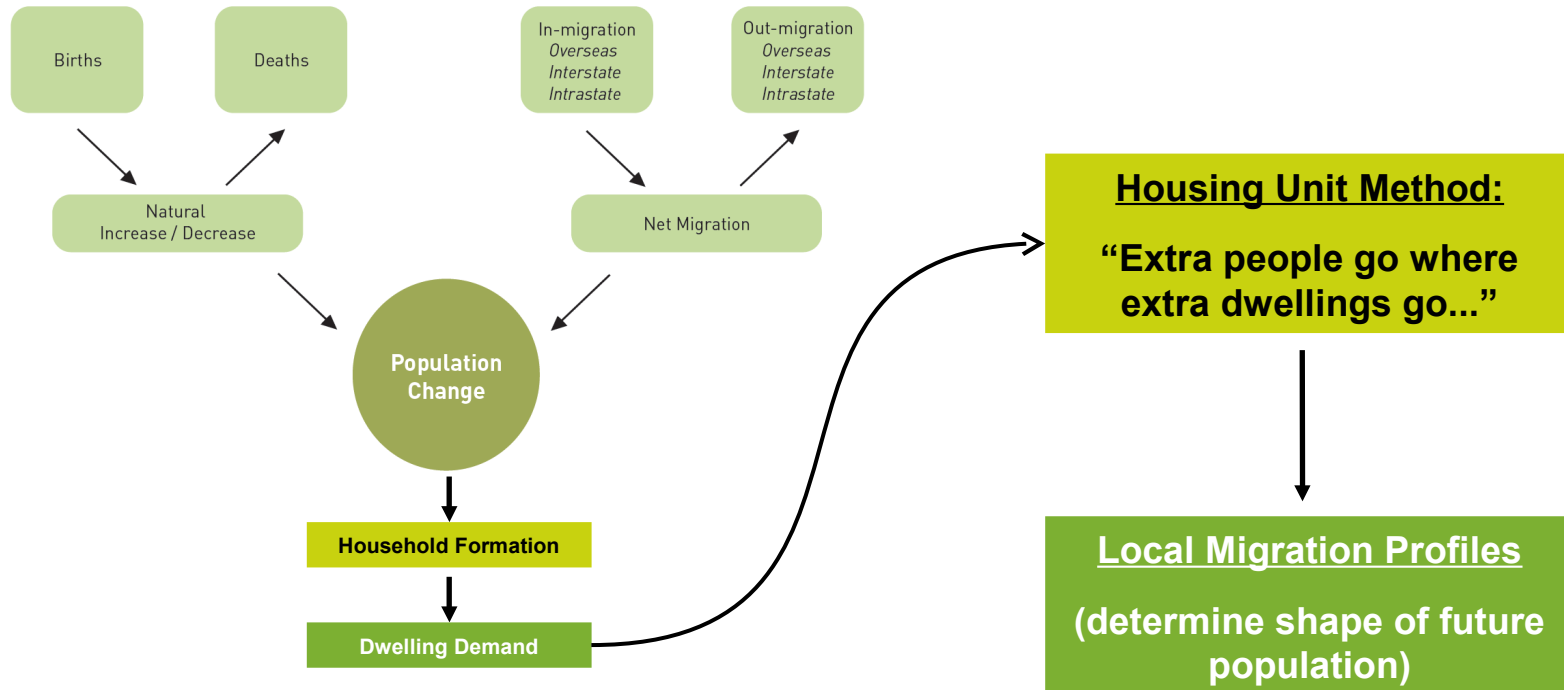 Births
Deaths
In-migration
Overseas
Interstate
Intrastate
Out-migration
Overseas
Interstate
Intrastate
Natural
Increase / Decrease
Net Migration
Population
Change
Household Formation
Dwelling Demand
Housing Unit Method:
“Extra people go where
extra dwellings go...”
Local Migration Profiles
(determine shape of future
population)